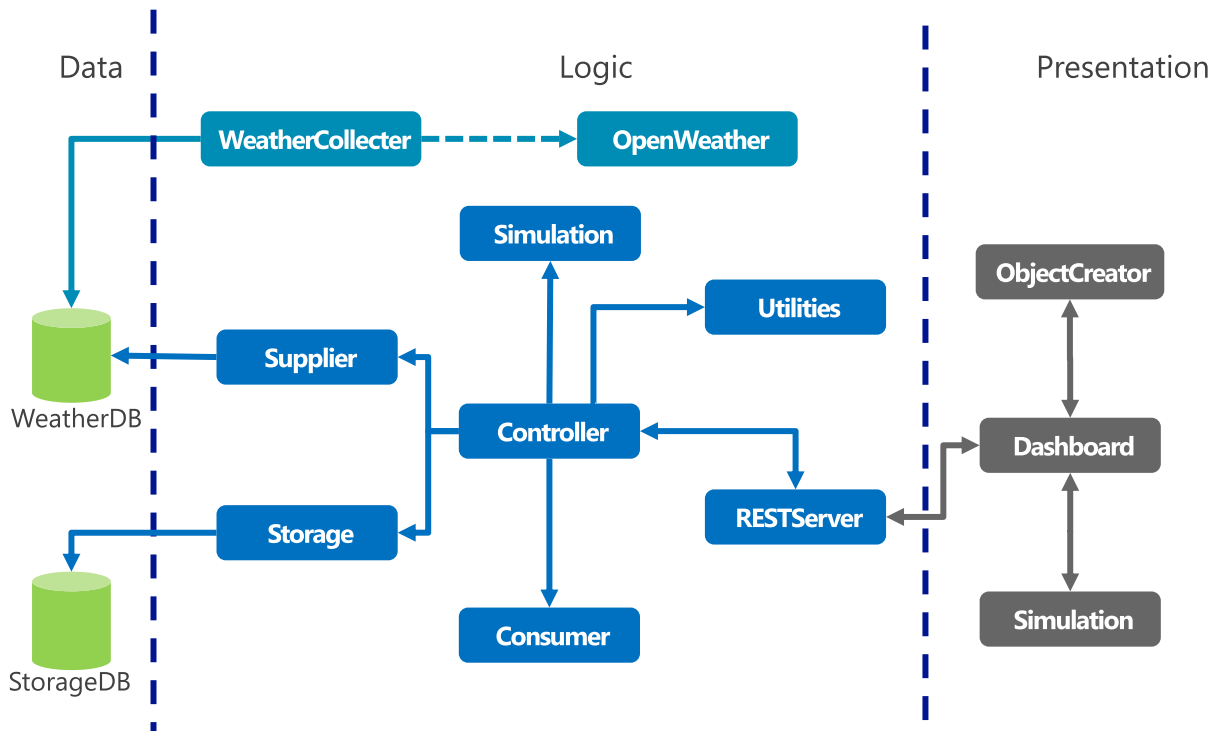 Data
Logic
Presentation
WeatherCollecter
OpenWeather
Simulation
ObjectCreator
Utilities
Supplier
WeatherDB
Controller
Dashboard
RESTServer
Storage
Simulation
Consumer
StorageDB